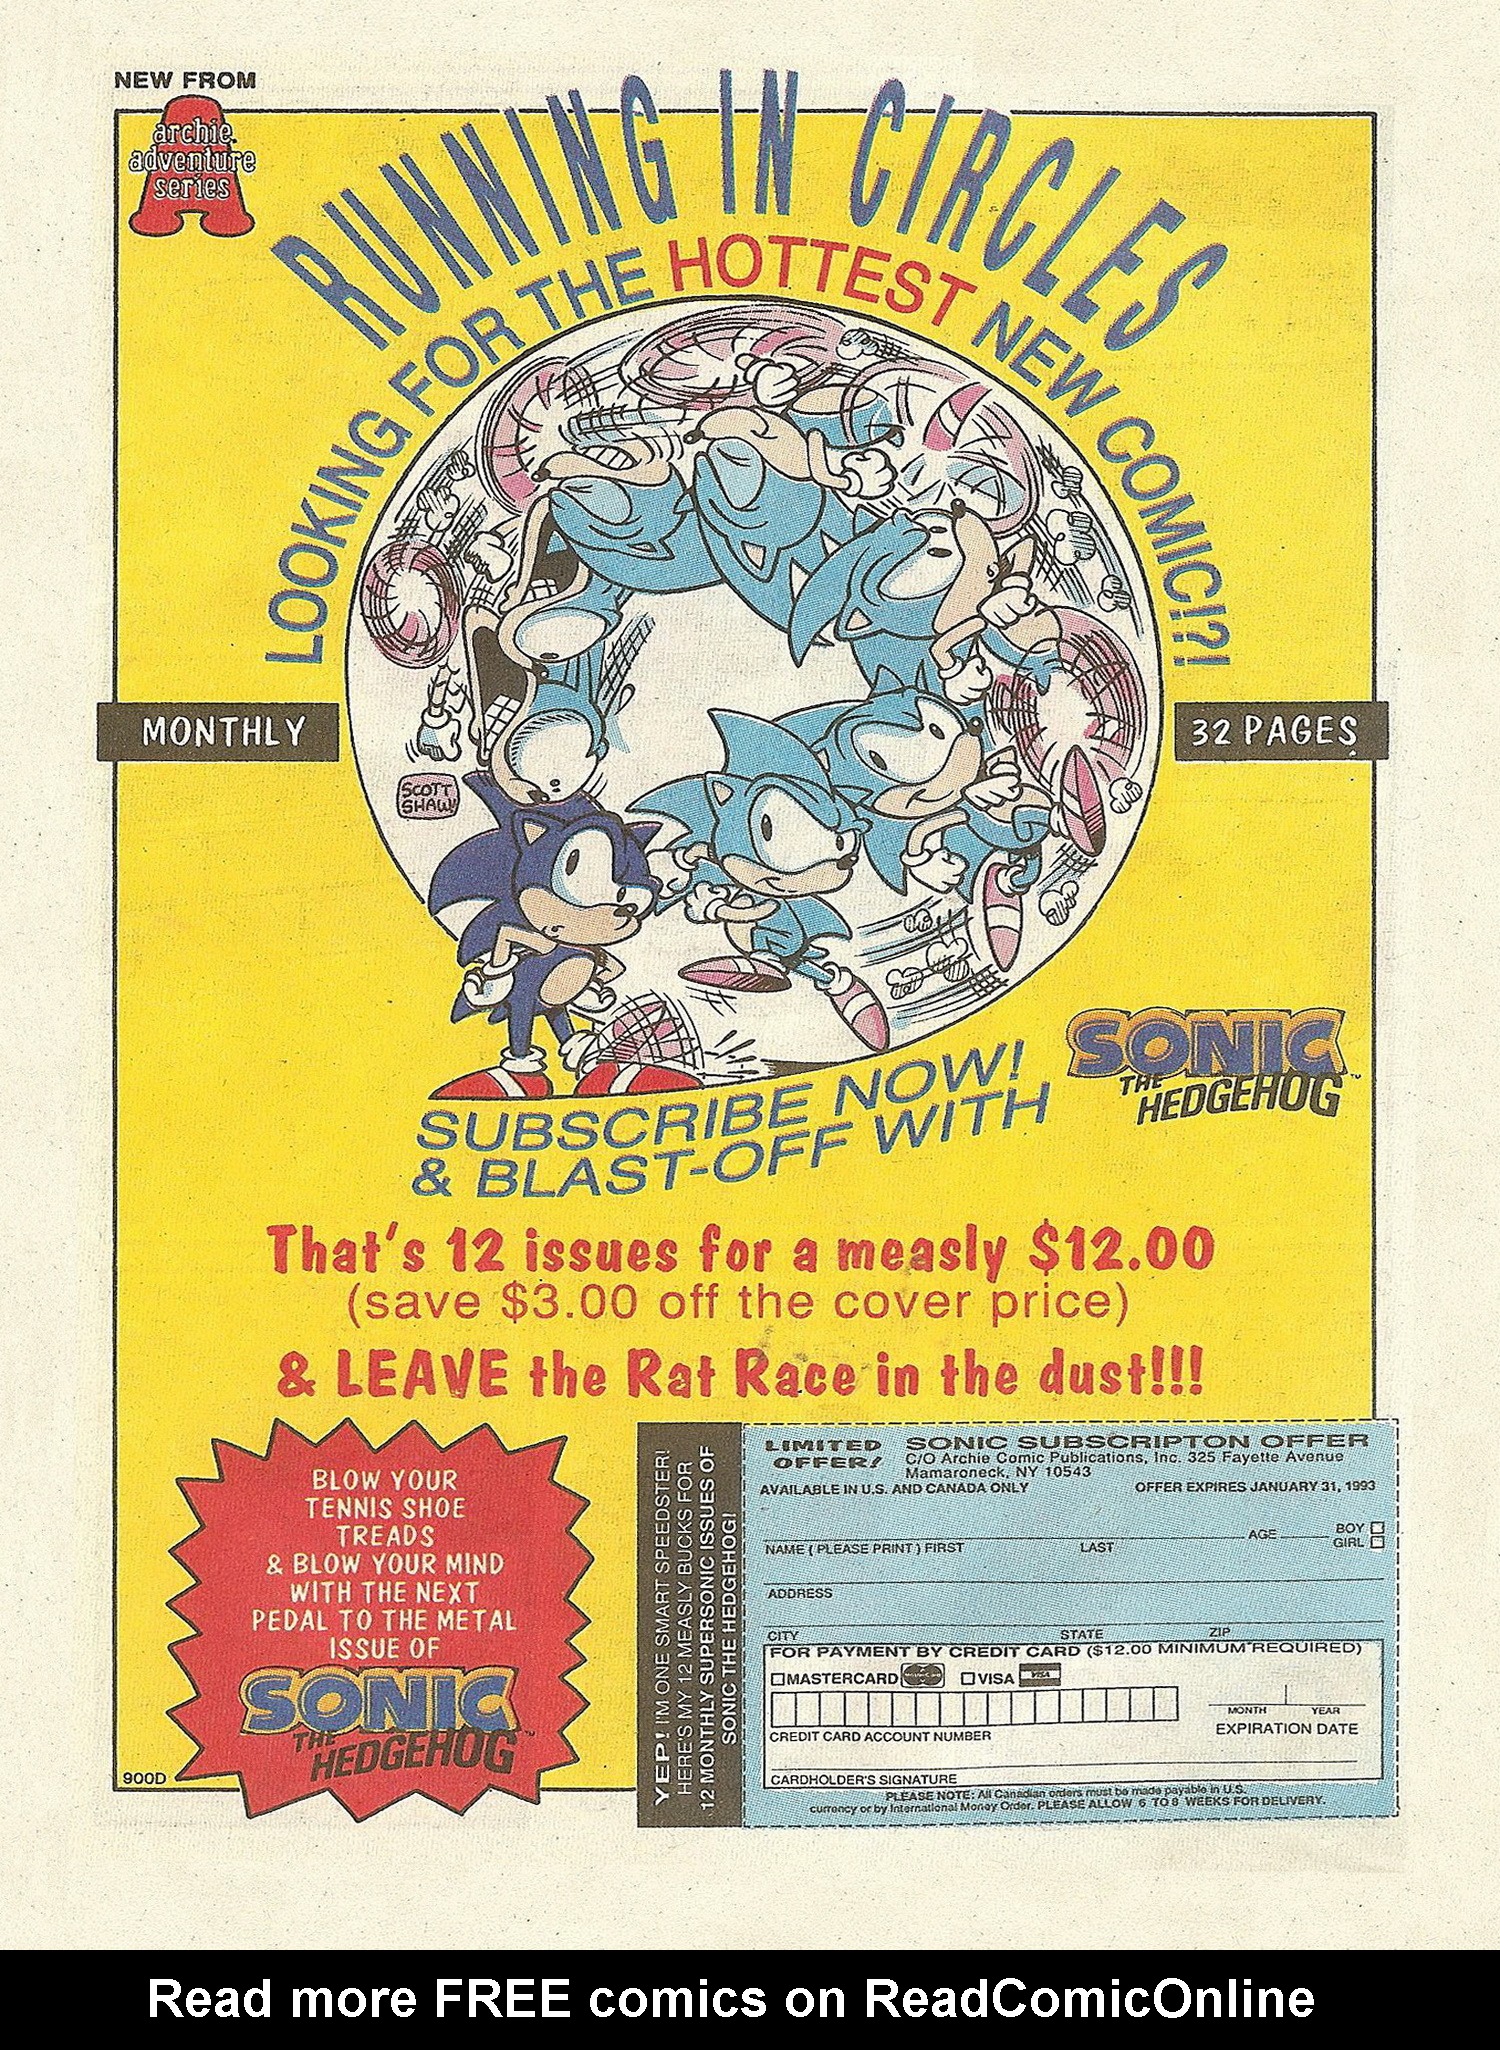 NEW FROM
archie
adventure
series
RUNNING IN CIRCLES
LOOKING FOR THE HOTTEST NEW COMIC!?!
MONTHLY
32 PAGES
SCOTT
SHAW!
SUBSCRIBE NOW!
& BLAST-OFF WITH
SONIC
THE
HEDGEHOG™
That's 12 issues for a measly $12.00
(save $3.00 off the cover price)
& LEAVE the Rat Race in the dust!!!
BLOW YOUR
TENNIS SHOE
TREADS
& BLOW YOUR MIND
WITH THE NEXT
PEDAL TO THE METAL
ISSUE OF
SONIC
THE
HEDGEHOG™
900D
YEP! I'M ONE SMART SPEEDSTER!
HERE'S MY 12 MEASLY BUCKS FOR
12 MONTHLY SUPERSONIC ISSUES OF
SONIC THE HEDGEHOG!
LIMITED
OFFER!
SONIC SUBSCRIPTON OFFER
C/O Archie Comic Publications, Inc. 325 Fayette Avenue
Mamaroneck, NY 10543
AVAILABLE IN U.S. AND CANADA ONLY OFFER EXPIRES JANUARY 31, 1993
AGE BOY
GIRL
NAME ( PLEASE PRINT ) FIRST LAST
ADDRESS
CITY STATE ZIP
FOR PAYMENT BY CREDIT CARD ($12.00 MINIMUM REQUIRED)
MASTERCARD MasterCard VISA VISA
MONTH YEAR
EXPIRATION DATE
CREDIT CARD ACCOUNT NUMBER
CARDHOLDER'S SIGNATURE
PLEASE NOTE: All Canadian orders must be made payable in U.S.
currency or by International Money Order. PLEASE ALLOW 6 TO 8 WEEKS FOR DELIVERY.
Read more FREE comics on ReadComicOnline